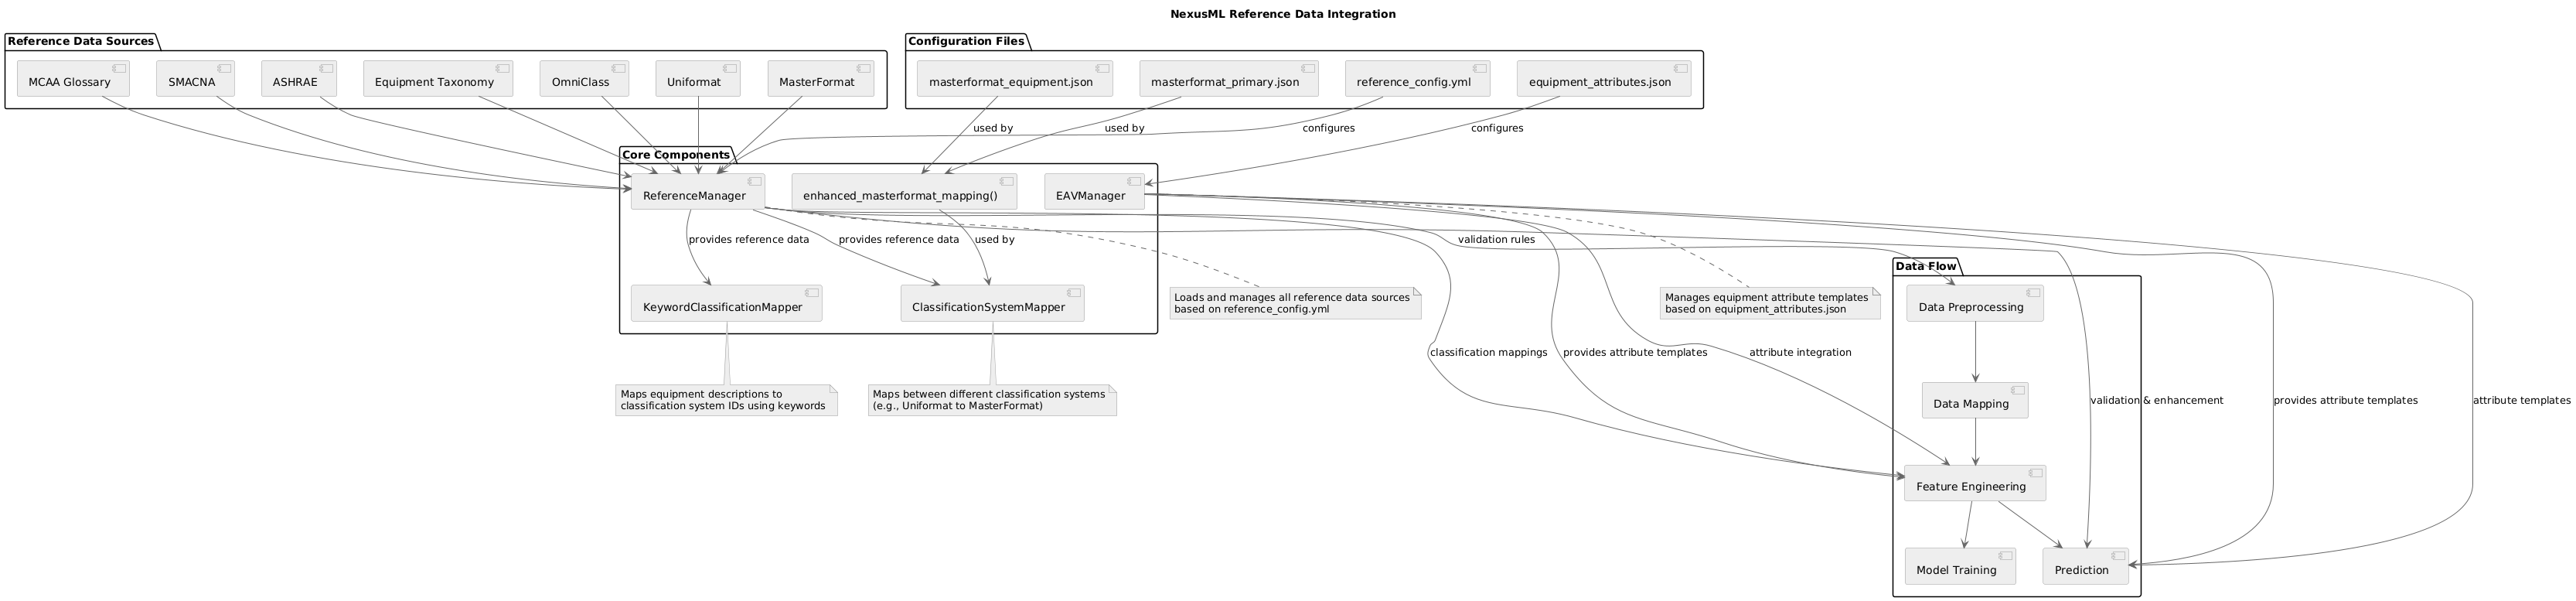 NexusML Reference Data Integration
Reference Data Sources
Configuration Files
MCAA Glossary
SMACNA
ASHRAE
Equipment Taxonomy
OmniClass
Uniformat
MasterFormat
masterformat_equipment.json
masterformat_primary.json
reference_config.yml
equipment_attributes.json
used by
used by
configures
configures
Core Components
ReferenceManager
enhanced_masterformat_mapping()
EAVManager
provides reference data
provides reference data
used by
validation rules
Data Flow
KeywordClassificationMapper
ClassificationSystemMapper
Loads and manages all reference data sources
based on reference_config.yml
Manages equipment attribute templates
based on equipment_attributes.json
Data Preprocessing
classification mappings
provides attribute templates
attribute integration
Maps equipment descriptions to
classification system IDs using keywords
Maps between different classification systems
(e.g., Uniformat to MasterFormat)
Data Mapping
validation & enhancement
provides attribute templates
attribute templates
Feature Engineering
Model Training
Prediction